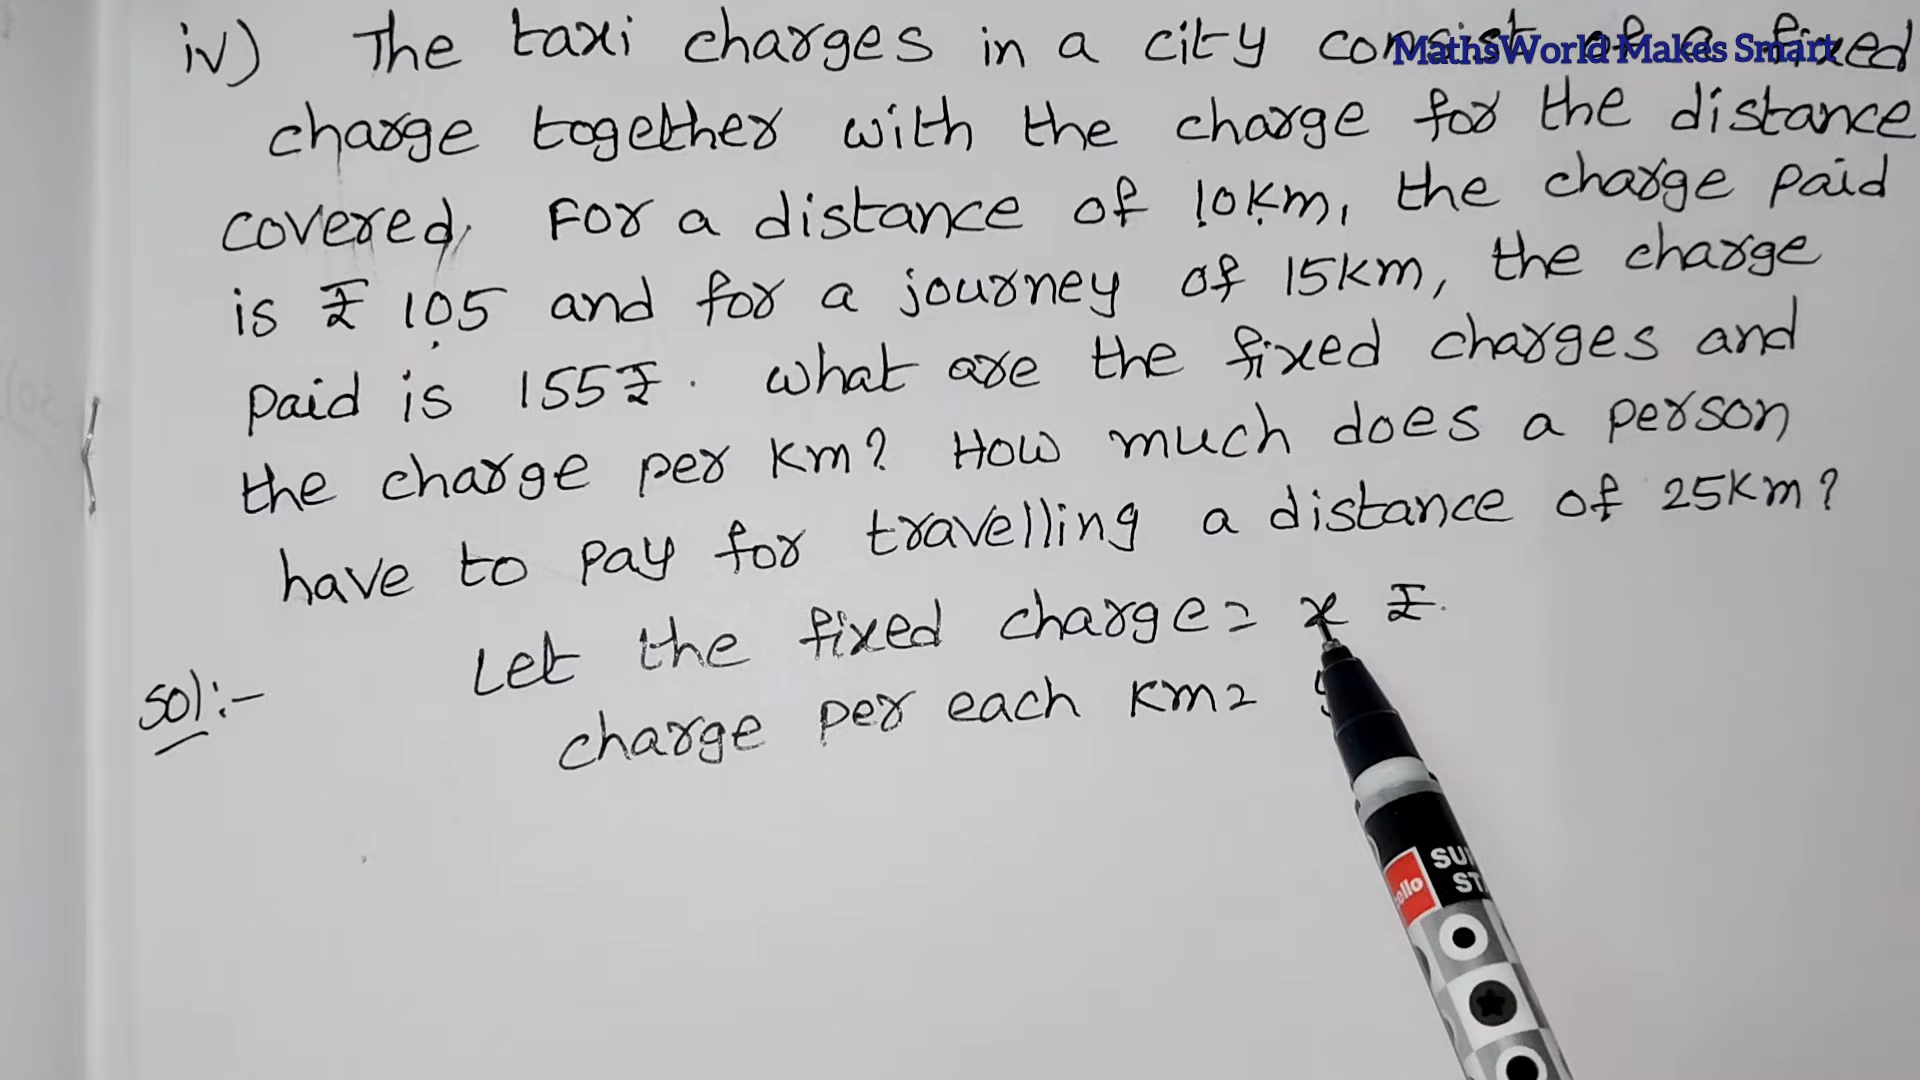 MathsWorld Makes Smart
iv) The taxi charges in a city consist of a fixed
charge together with the charge for the distance
covered. For a distance of 10km, the charge paid
is ₹ 105 and for a journey of 15km, the charge
paid is 155₹. what are the fixed charges and
the charge per km? How much does a person
have to pay for travelling a distance of 25km?
Sol:- Let the fixed charge = x ₹.
charge per each km =
cello